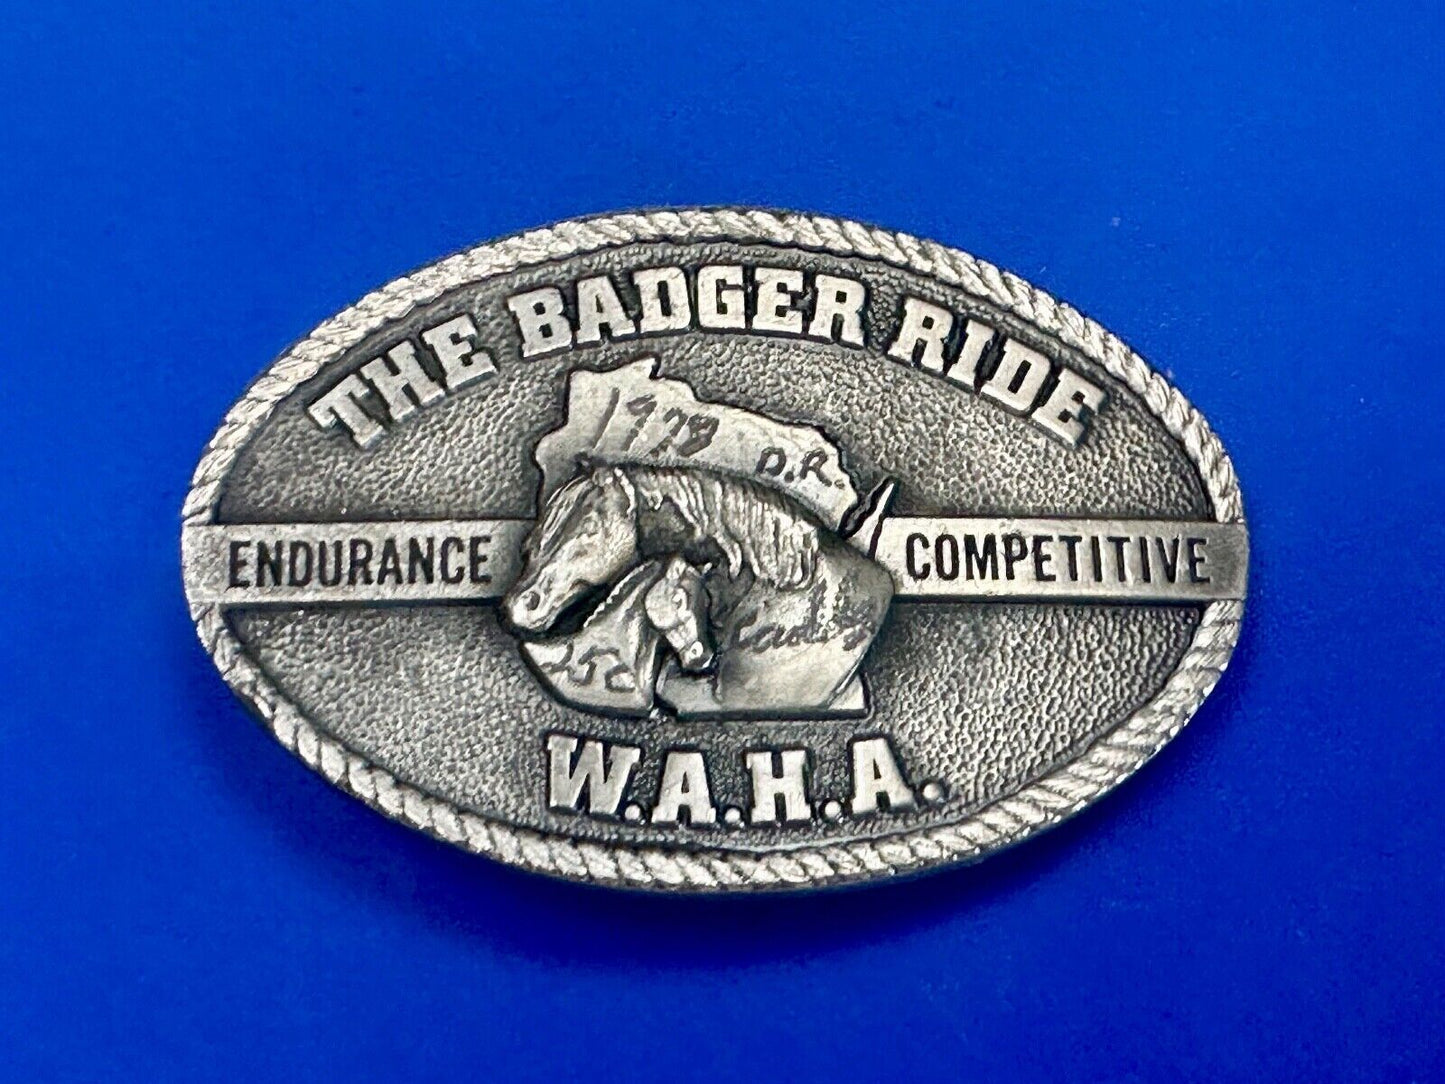 THE BADGER RIDE
D.R.
ENDURANCE
COMPETITIVE
W.A.H.A.